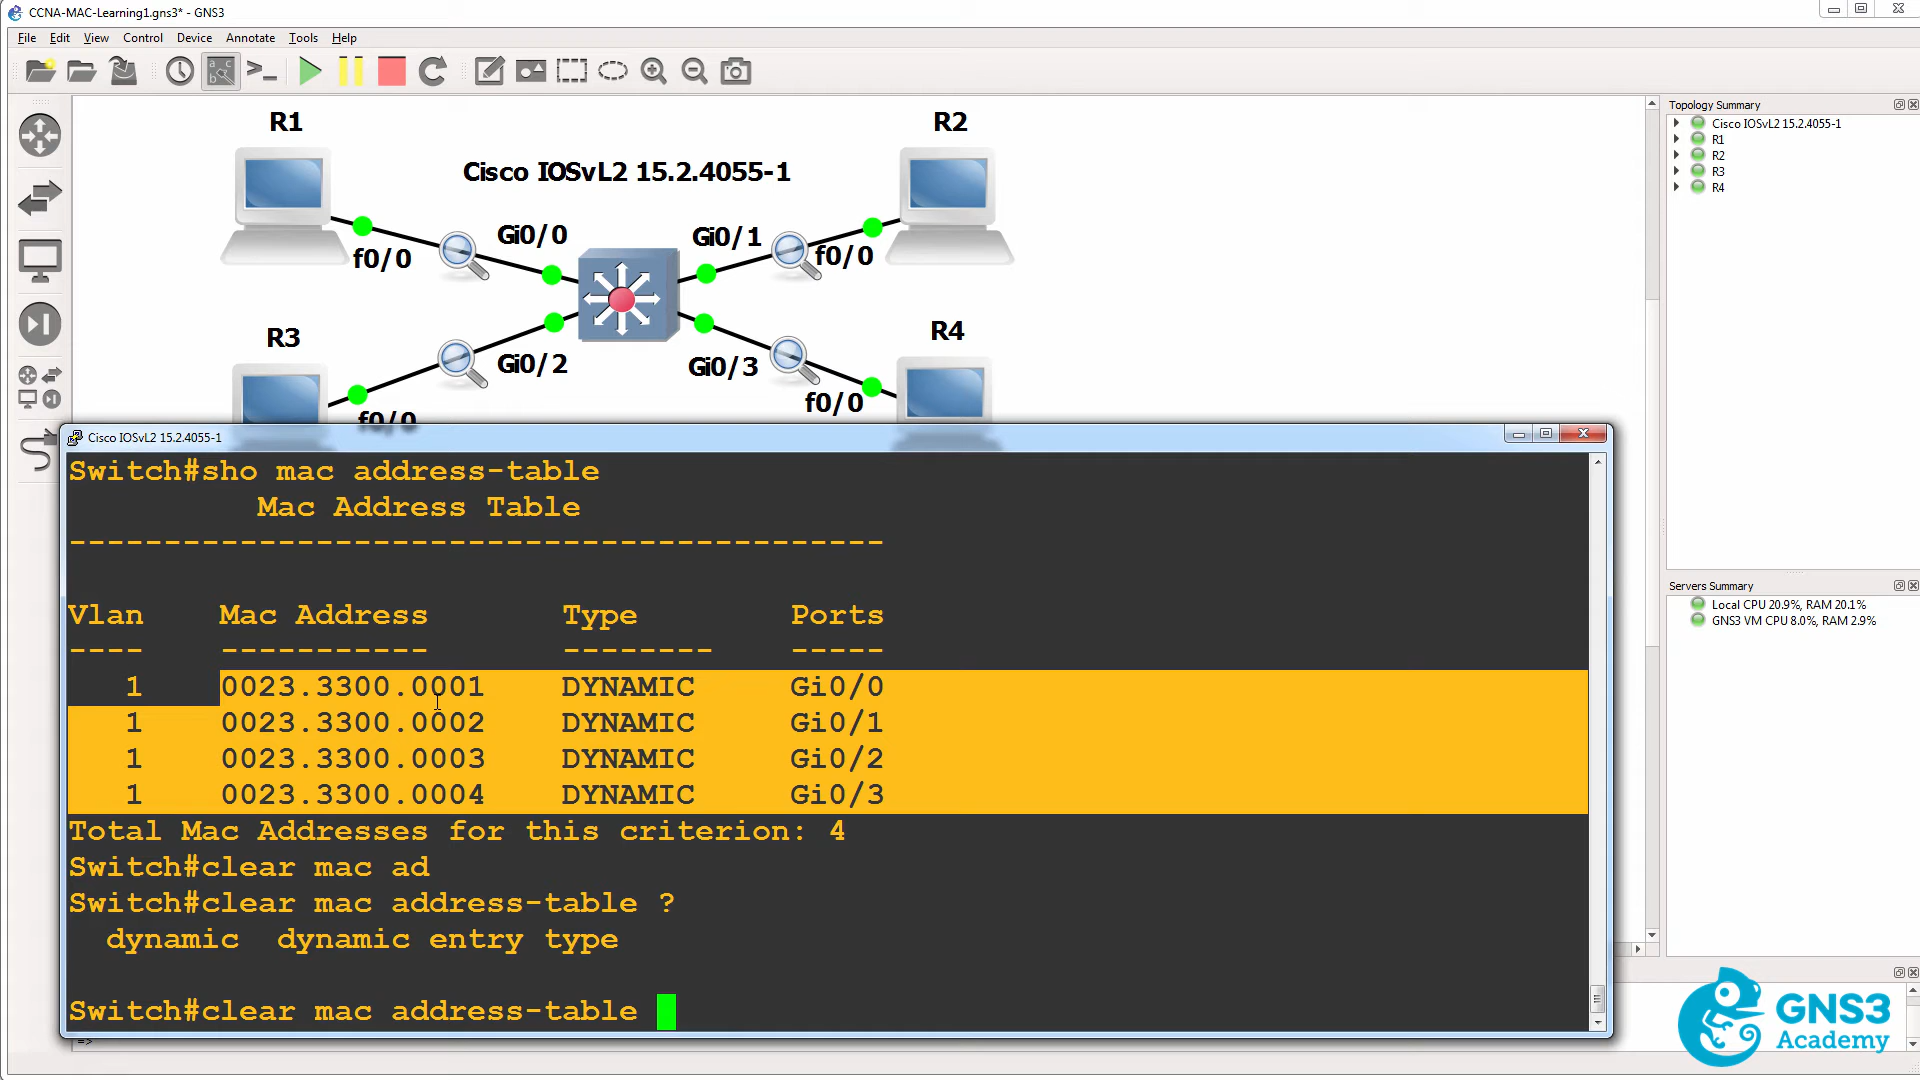 CCNA-MAC-Learning1.gns3* - GNS3
File Edit View Control Device Annotate Tools Help
R1
R2
Cisco IOSvL2 15.2.4055-1
Gi0/0
Gi0/1
f0/0
f0/0
R3
R4
Gi0/2
Gi0/3
f0/0
f0/0
Topology Summary
Cisco IOSvL2 15.2.4055-1
R1
R2
R3
R4
Servers Summary
Local CPU 20.9%, RAM 20.1%
GNS3 VM CPU 8.0%, RAM 2.9%
Cisco IOSvL2 15.2.4055-1
Switch#sho mac address-table
Mac Address Table
-------------------------------------------
Vlan Mac Address Type Ports
---- ----------- -------- -----
1 0023.3300.0001 DYNAMIC Gi0/0
1 0023.3300.0002 DYNAMIC Gi0/1
1 0023.3300.0003 DYNAMIC Gi0/2
1 0023.3300.0004 DYNAMIC Gi0/3
Total Mac Addresses for this criterion: 4
Switch#clear mac ad
Switch#clear mac address-table ?
dynamic dynamic entry type
Switch#clear mac address-table
=>
GNS3
Academy